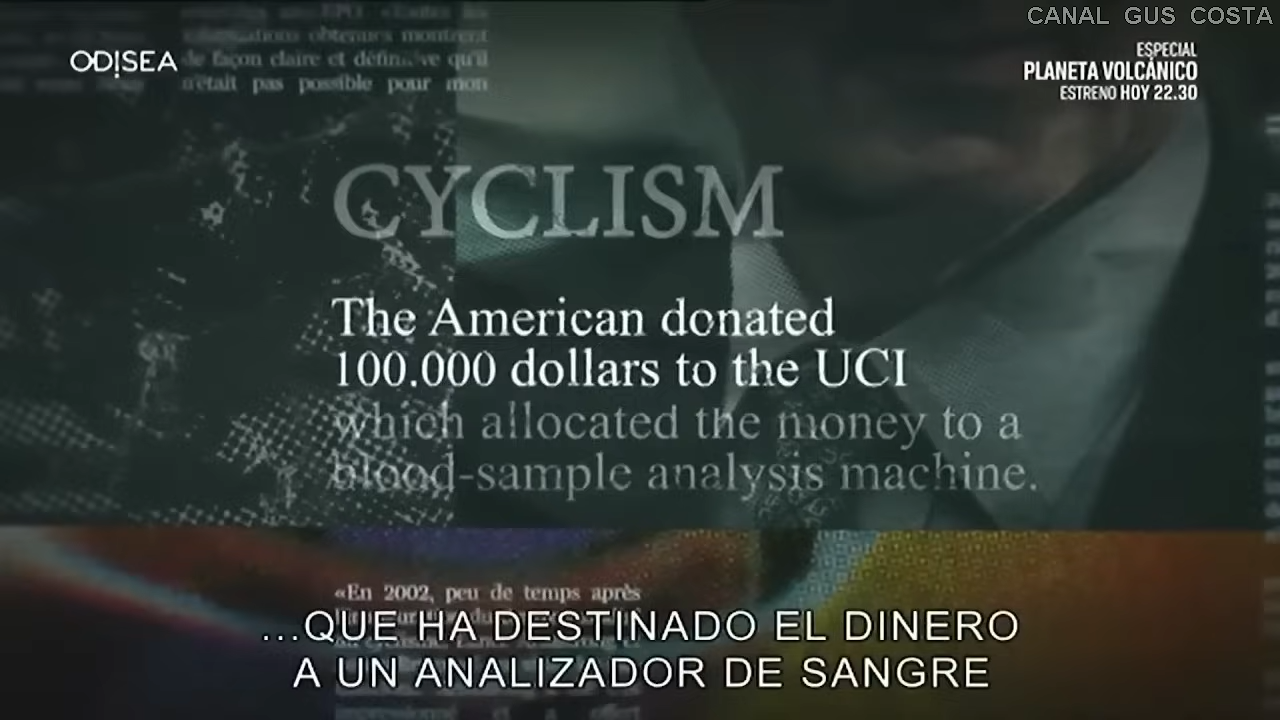 CANAL GUS COSTA
ODISEA
ESPECIAL
PLANETA VOLCÁNICO
ESTRENO HOY 22.30
obtenues montrent
de façon claire et définitive qu'il
n'était pas possible pour mon
CYCLISM
The American donated
100.000 dollars to the UCI
which allocated the money to a
blood-sample analysis machine.
«En 2002, peu de temps après
...QUE HA DESTINADO EL DINERO
A UN ANALIZADOR DE SANGRE